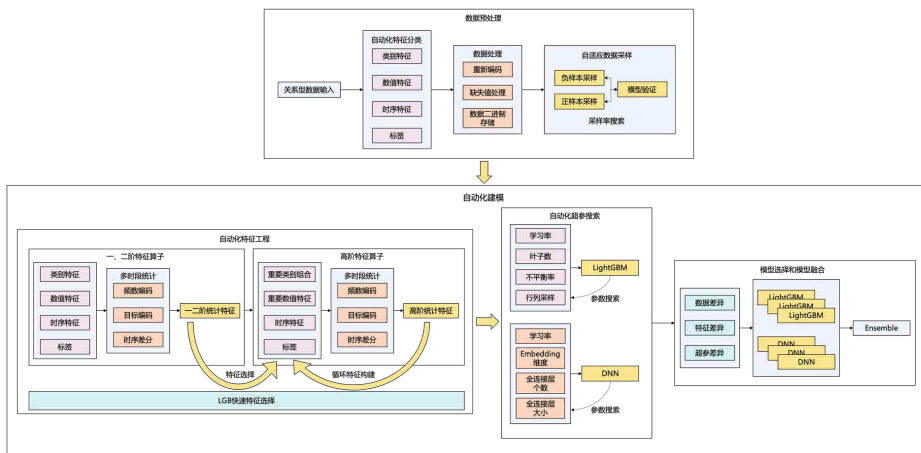 数据预处理
自动化特征分类
类别特征
数值特征
时序特征
标签
关系型数据输入
数据处理
重新编码
缺失值处理
数据二进制
存储
自适应数据采样
负样本采样
正样本采样
模型验证
采样率搜索
自动化建模
自动化特征工程
一、二阶特征算子
类别特征
数值特征
时序特征
标签
多时段统计
频数编码
目标编码
时序差分
一二阶统计特征
高阶特征算子
重要类别组合
重要数值特征
时序特征
标签
多时段统计
频数编码
目标编码
时序差分
高阶统计特征
特征选择
循环特征构建
LGB快速特征选择
自动化超参搜索
学习率
叶子数
不平衡率
行列采样
LightGBM
参数搜索
学习率
Embedding
维度
全连接层
个数
全连接层
大小
DNN
参数搜索
模型选择和模型融合
数据差异
特征差异
超参差异
LightGBM
LightGBM
LightGBM
DNN
DNN
DNN
Ensemble